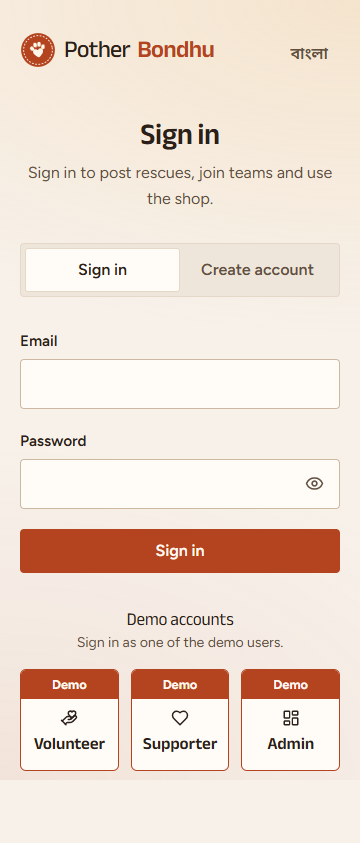 Pother Bondhu
বাংলা
Sign in
Sign in to post rescues, join teams and use
the shop.
Sign in
Create account
Email
Password
Sign in
Demo accounts
Sign in as one of the demo users.
Demo
Volunteer
Demo
Supporter
Demo
Admin